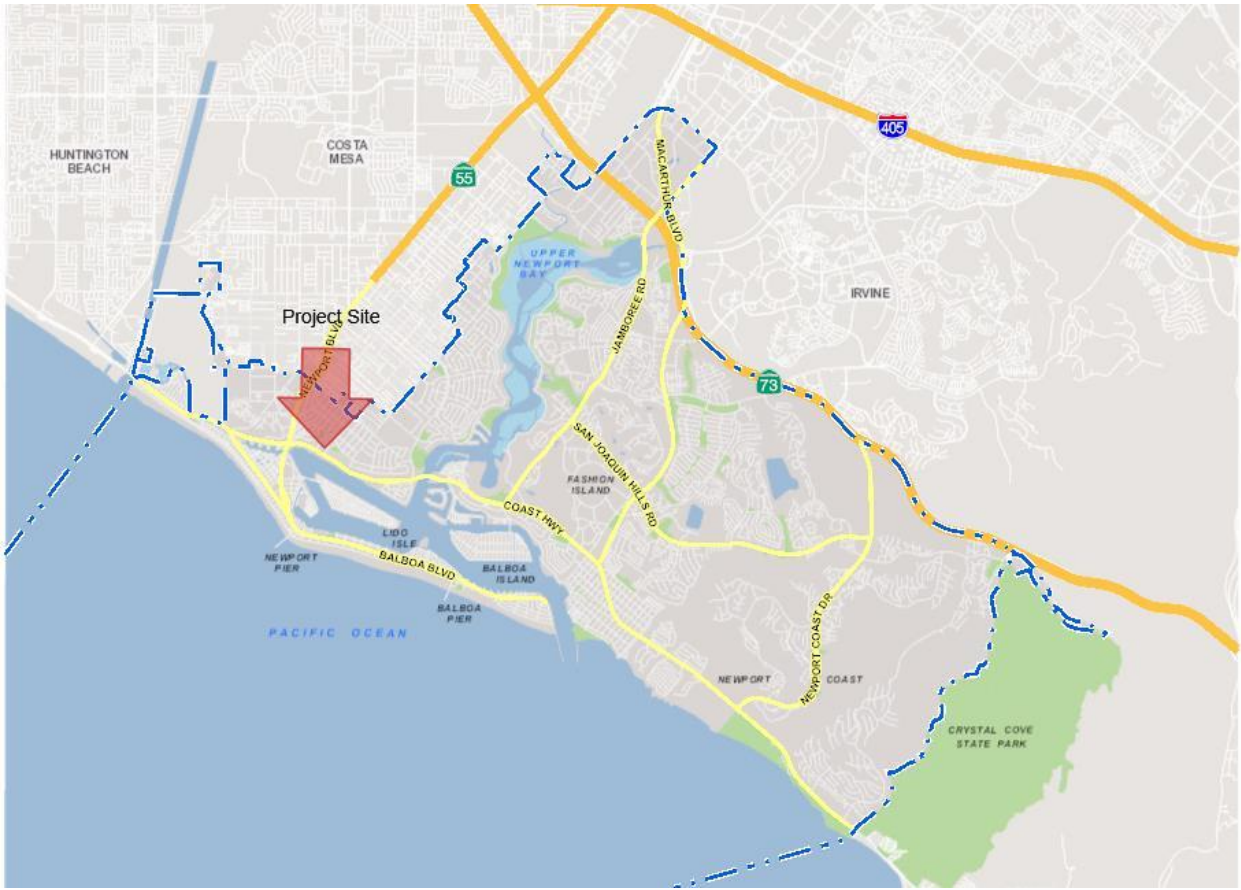 405
MACARTHUR BLVD
COSTA
MESA
HUNTINGTON
BEACH
55
UPPER
NEWPORT
BAY
IRVINE
JAMBOREE RD
Project Site
NEWPORT BLVD
73
SAN JOAQUIN HILLS RD
FASHION
ISLAND
COAST HWY
LIDO
ISLE
NEWPORT
PIER
BALBOA BLVD
BALBOA
ISLAND
BALBOA
PIER
PACIFIC OCEAN
NEWPORT COAST DR
NEWPORT COAST
CRYSTAL COVE
STATE PARK